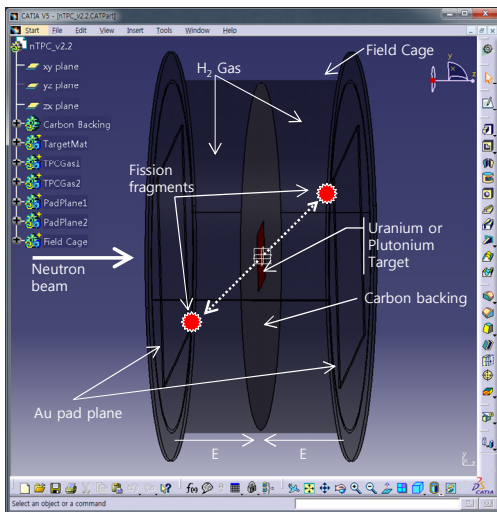 CATIA V5 - [nTPC_v2.2.CATPart]
Start File Edit View Insert Tools Window Help
nTPC_v2.2
xy plane
yz plane
zx plane
Carbon Backing
TargetMat
TPCGas1
TPCGas2
PadPlane1
PadPlane2
Field Cage
Field Cage
H₂ Gas
y
x
z
Fission
fragments
Uranium or
Plutonium
Target
Neutron
beam
Carbon backing
Au pad plane
E E
f(x)
CATIA
Select an object or a command